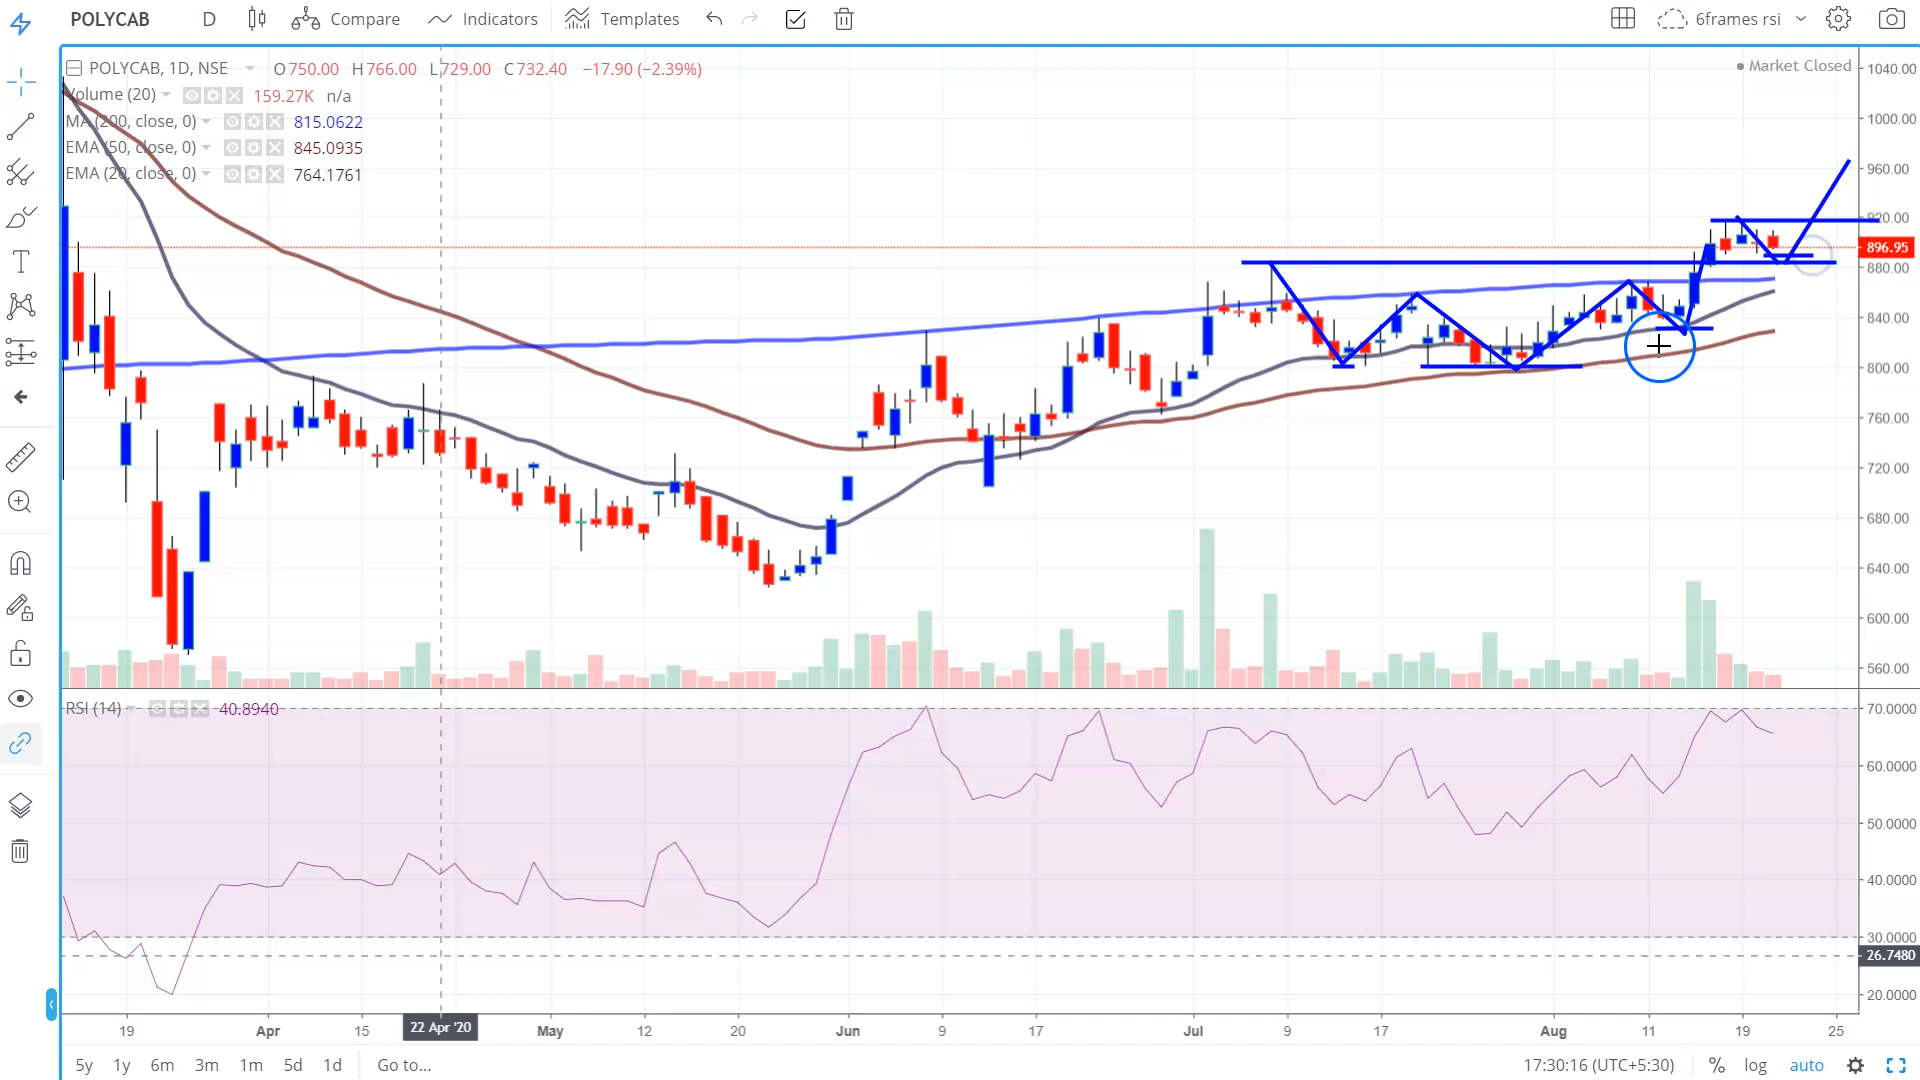 POLYCAB D Compare Indicators Templates 6frames rsi
POLYCAB, 1D, NSE O750.00 H766.00 L729.00 C732.40 −17.90 (−2.39%)
Market Closed
Volume (20) 159.27K n/a
MA (200, close, 0) 815.0622
EMA (50, close, 0) 845.0935
EMA (20, close, 0) 764.1761
1040.00
1000.00
960.00
920.00
896.95
880.00
840.00
800.00
760.00
720.00
680.00
640.00
600.00
560.00
RSI (14) 40.8940
70.0000
60.0000
50.0000
40.0000
30.0000
26.7480
20.0000
19 Apr 15 22 Apr '20 May 12 20 Jun 9 17 Jul 9 17 Aug 11 19 25
5y 1y 6m 3m 1m 5d 1d Go to... 17:30:16 (UTC+5:30) % log auto